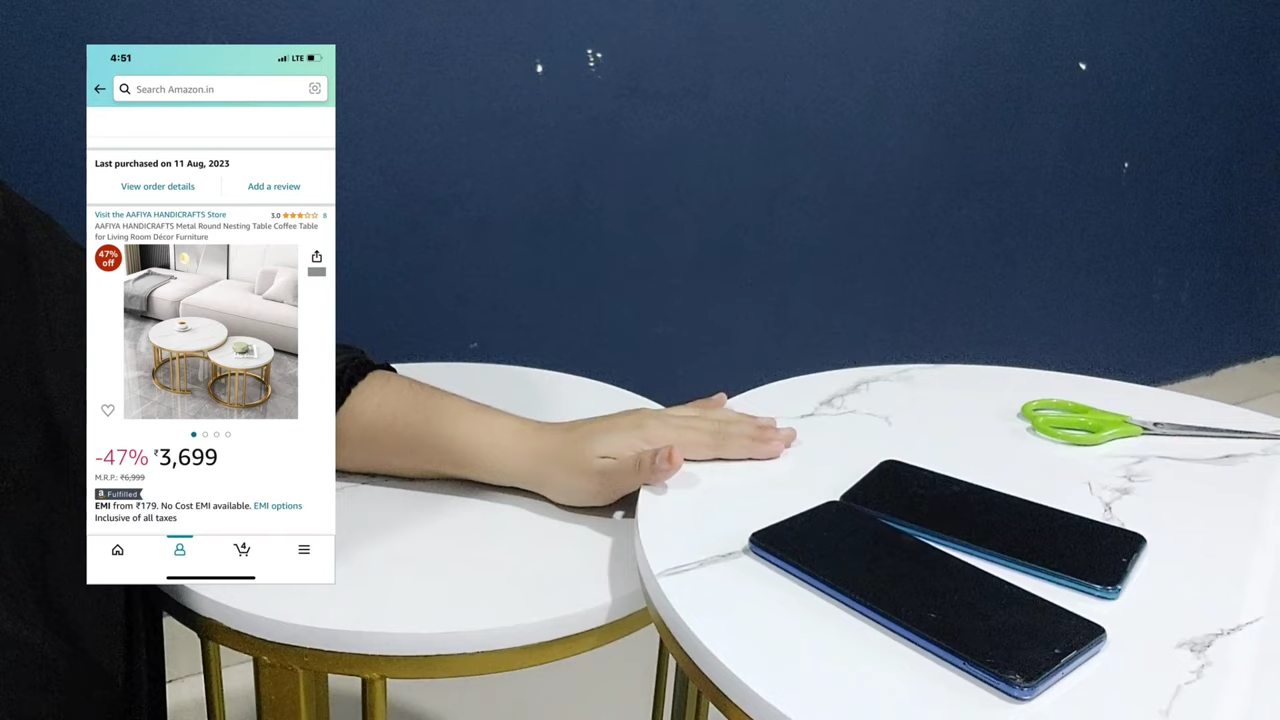 4:51
LTE
Search Amazon.in
Last purchased on 11 Aug, 2023
View order details
Add a review
Visit the AAFIYA HANDICRAFTS Store
3.0
8
AAFIYA HANDICRAFTS Metal Round Nesting Table Coffee Table
for Living Room Décor Furniture
47%
off
-47% ₹3,699
M.R.P.: ₹6,999
a Fulfilled
EMI from ₹179. No Cost EMI available. EMI options
Inclusive of all taxes
4